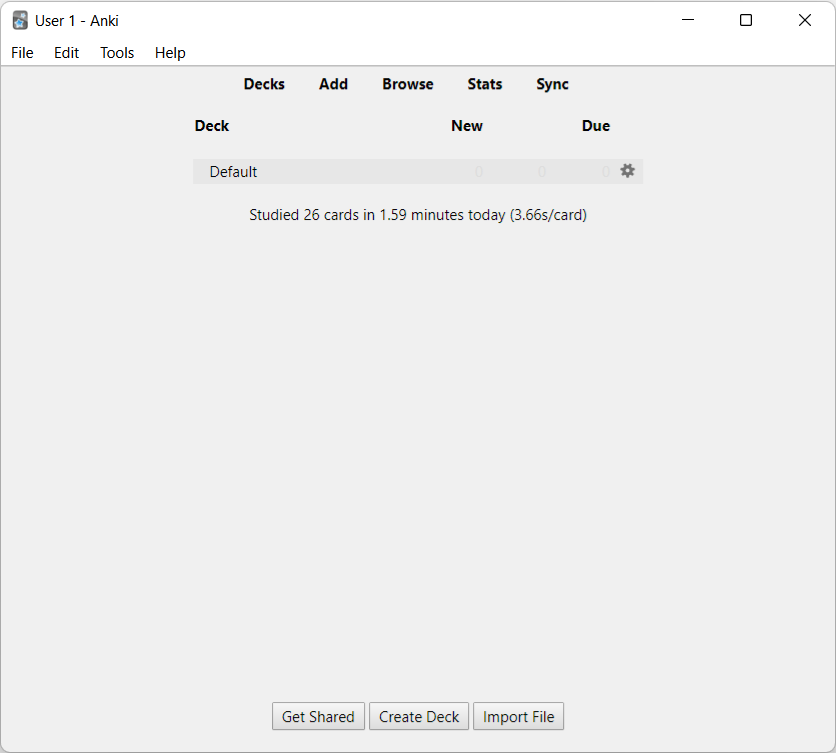 User 1 - Anki
File Edit Tools Help
Decks Add Browse Stats Sync
Deck New Due
Default 0 0 0
Studied 26 cards in 1.59 minutes today (3.66s/card)
Get Shared Create Deck Import File